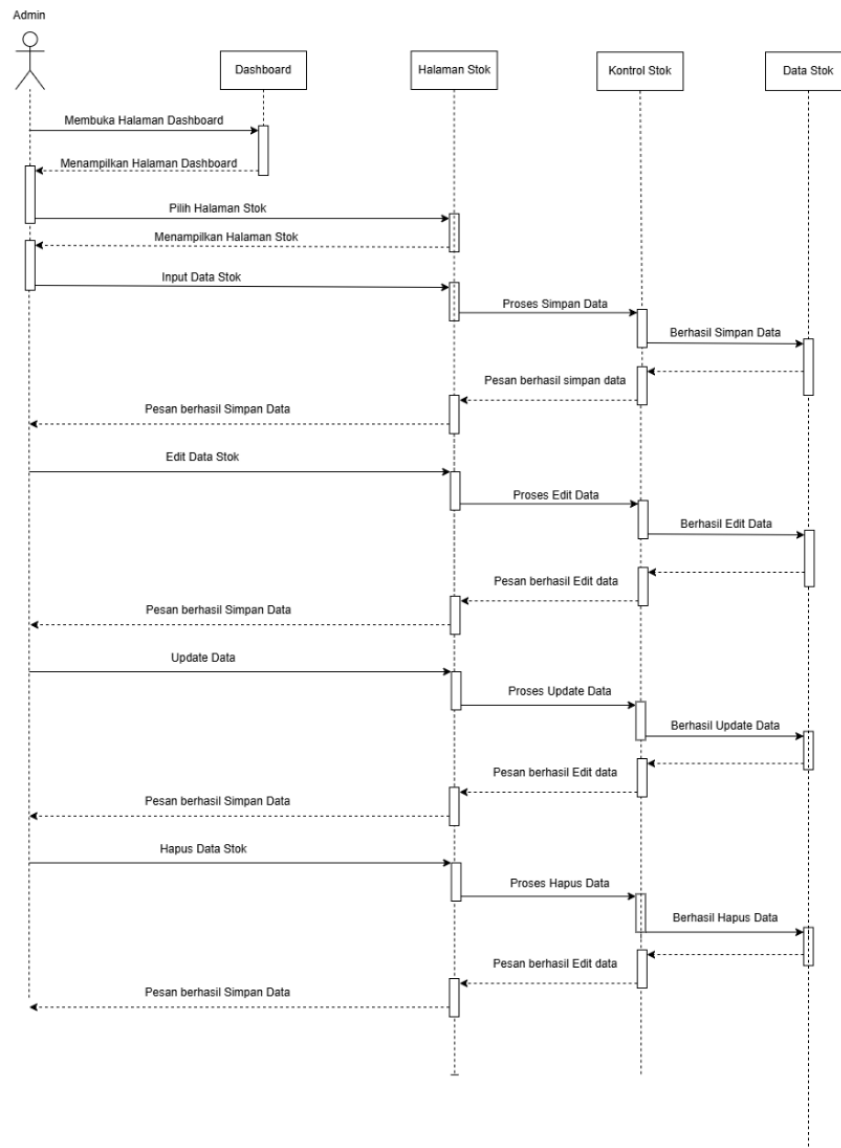 Admin
Dashboard
Halaman Stok
Kontrol Stok
Data Stok
Membuka Halaman Dashboard
Menampilkan Halaman Dashboard
Pilih Halaman Stok
Menampilkan Halaman Stok
Input Data Stok
Proses Simpan Data
Berhasil Simpan Data
Pesan berhasil simpan data
Pesan berhasil Simpan Data
Edit Data Stok
Proses Edit Data
Berhasil Edit Data
Pesan berhasil Edit data
Pesan berhasil Simpan Data
Update Data
Proses Update Data
Berhasil Update Data
Pesan berhasil Edit data
Pesan berhasil Simpan Data
Hapus Data Stok
Proses Hapus Data
Berhasil Hapus Data
Pesan berhasil Edit data
Pesan berhasil Simpan Data